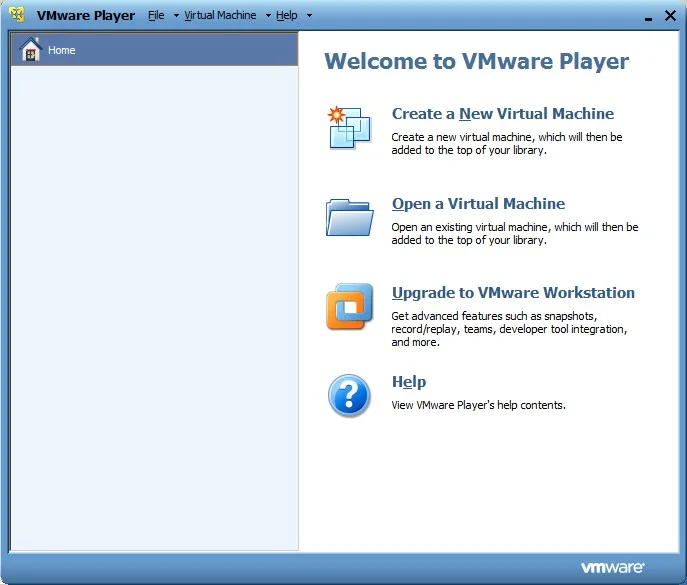 VMware Player File Virtual Machine Help
Home
Welcome to VMware Player
Create a New Virtual Machine
Create a new virtual machine, which will then be
added to the top of your library.
Open a Virtual Machine
Open an existing virtual machine, which will then be
added to the top of your library.
Upgrade to VMware Workstation
Get advanced features such as snapshots,
record/replay, teams, developer tool integration,
and more.
?
Help
View VMware Player's help contents.
vmware